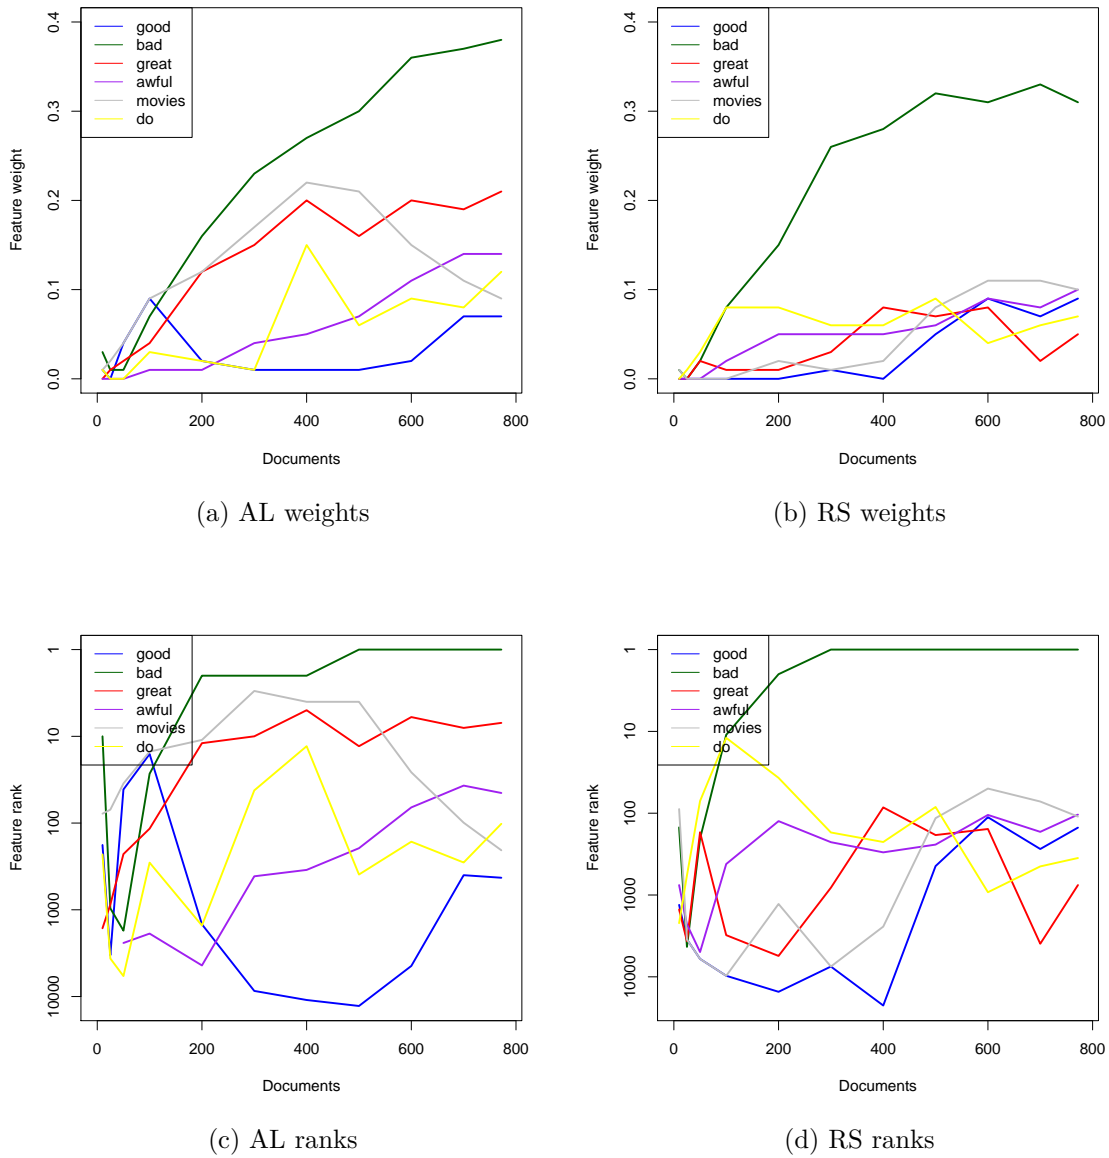 0.4
0.3
0.2
0.1
0.0
Feature weight
good
bad
great
awful
movies
do
0 200 400 600 800
Documents
(a) AL weights
0.4
0.3
0.2
0.1
0.0
Feature weight
good
bad
great
awful
movies
do
0 200 400 600 800
Documents
(b) RS weights
1
10
100
1000
10000
Feature rank
good
bad
great
awful
movies
do
0 200 400 600 800
Documents
(c) AL ranks
1
10
100
1000
10000
Feature rank
good
bad
great
awful
movies
do
0 200 400 600 800
Documents
(d) RS ranks